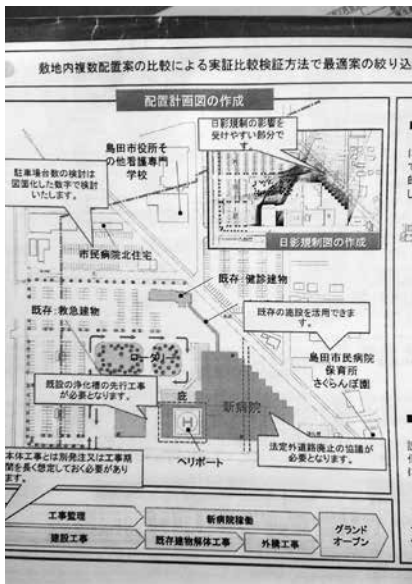 敷地内複数配置案の比較による実証比較検証方法で最適案の絞り込
配置計画図の作成
日影規制の影響を
受けやすい部分で
す。
島田市役所そ
の他看護専門
学校
駐車場台数の検討は
図面化した数字で検討
いたします。
日影規制図の作成
市民病院北住宅
既存:健診建物
既存:救急建物
既存の施設を活用できま
す。
ロータリー
島田市民病院
保育所
さくらんぼ園
既設の浄化槽の先行工事
が必要となります。
庇
新病院
H
ヘリポート
法定外道路廃止の協議が
必要となります。
本体工事とは別発注又は工事期
間を長く想定しておく必要があり
ます。
工事監理
新病院稼働
グランド
オープン
建設工事
既存建物解体工事
外構工事